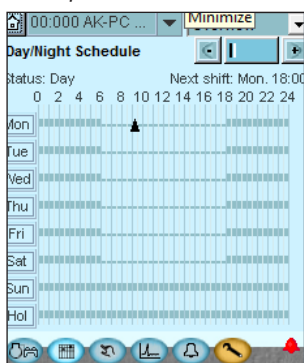 00:000 AK-PC ...
Minimize
Day/Night Schedule
Status: Day
Next shift: Mon. 18:00
0 2 4 6 8 10 12 14 16 18 20 22 24
Mon
Tue
Wed
Thu
Fri
Sat
Sun
Hol